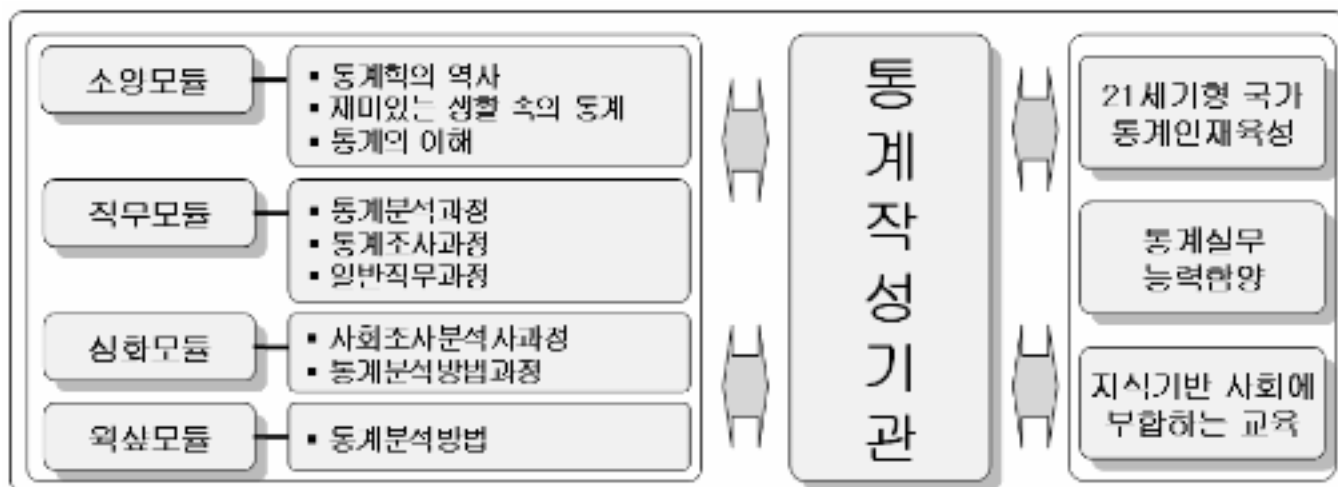 소양모듈
▪ 통계학의 역사
▪ 재미있는 생활 속의 통계
▪ 통계의 이해
직무모듈
▪ 통계분석과정
▪ 통계조사과정
▪ 일반직무과정
심화모듈
▪ 사회조사분석사과정
▪ 통계분석방법과정
웍샾모듈
▪ 통계분석방법
통
계
작
성
기
관
21세기형 국가
통계인재육성
통계실무
능력함양
지식기반 사회에
부합하는 교육